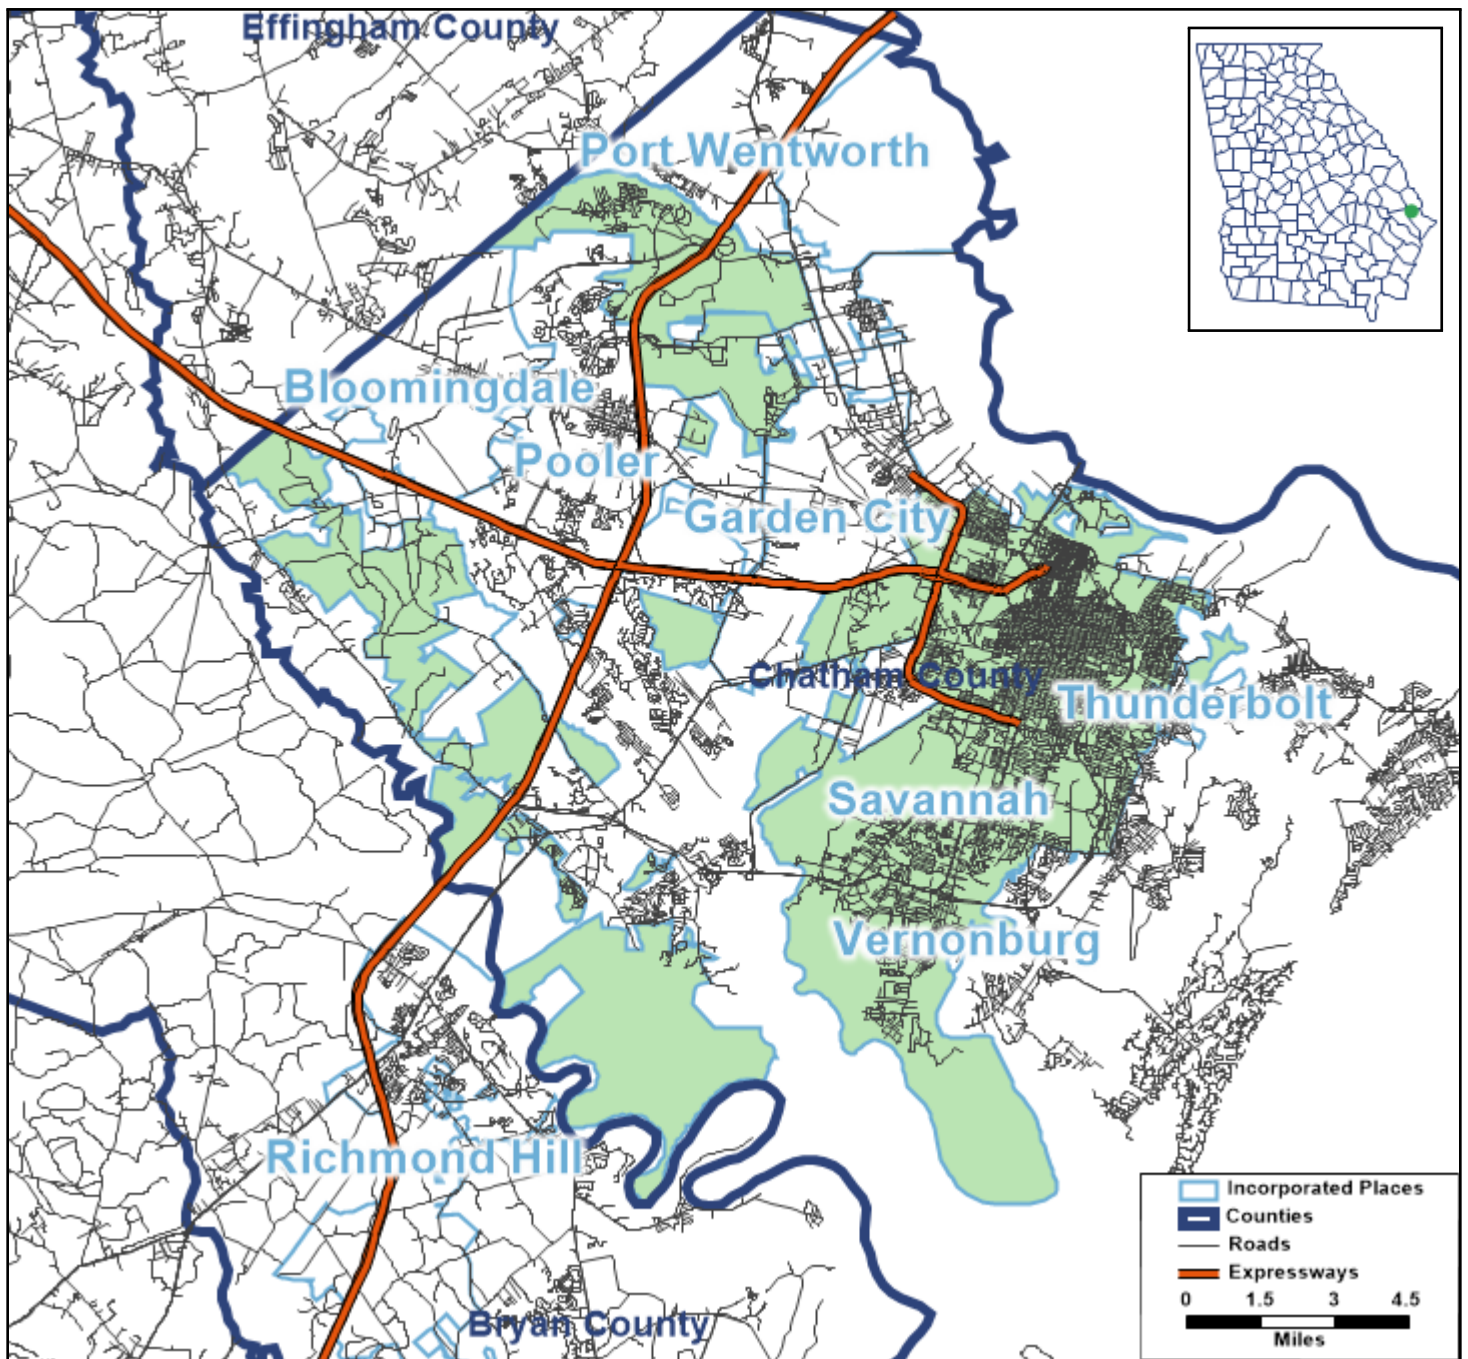 Effingham County
Port Wentworth
Bloomingdale
Pooler
Garden City
Chatham County
Thunderbolt
Savannah
Vernonburg
Richmond Hill
Bryan County
Incorporated Places
Counties
Roads
Expressways
0 1.5 3 4.5
Miles